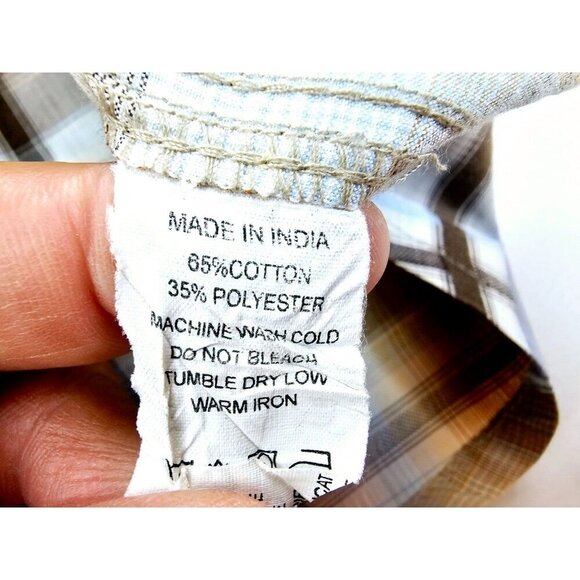 MADE IN INDIA
65%COTTON
35% POLYESTER
MACHINE WASH COLD
DO NOT BLEACH
TUMBLE DRY LOW
WARM IRON